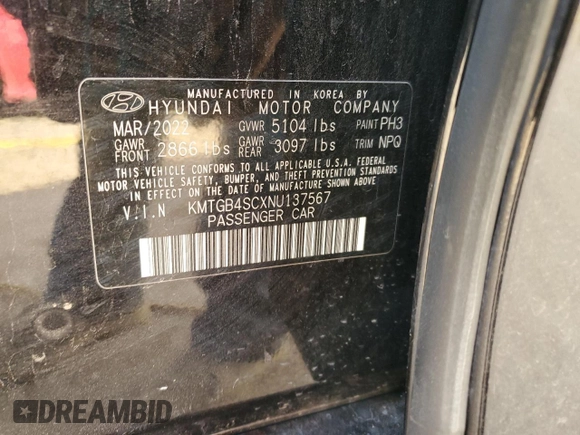 MANUFACTURED IN KOREA BY
HYUNDAI MOTOR COMPANY
MAR/2022 GVWR 5104 lbs PAINT PH3
GAWR FRONT 2866 lbs GAWR REAR 3097 lbs TRIM NPQ
THIS VEHICLE CONFORMS TO ALL APPLICABLE U.S.A. FEDERAL
MOTOR VEHICLE SAFETY, BUMPER, AND THEFT PREVENTION STANDARDS
IN EFFECT ON THE DATE OF MANUFACTURE SHOWN ABOVE.
V.I.N KMTGB4SCXNU137567
PASSENGER CAR
DREAMBID